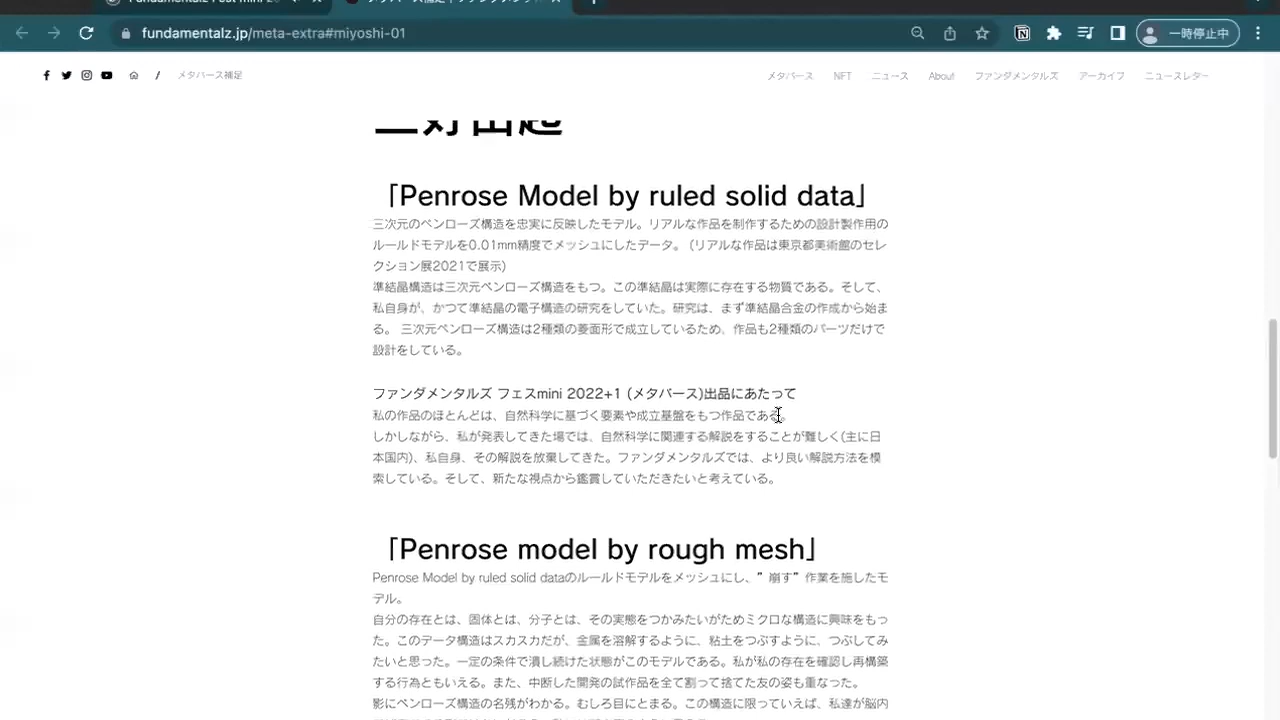 fundamentalz.jp/meta-extra#miyoshi-01
一時停止中
/ メタバース補足
メタバース NFT ニュース About ファンダメンタルズ アーカイブ ニュースレター
「Penrose Model by ruled solid data」
三次元のペンローズ構造を忠実に反映したモデル。リアルな作品を制作するための設計製作用の
ルールドモデルを0.01mm精度でメッシュにしたデータ。 (リアルな作品は東京都美術館のセレ
クション展2021で展示)
準結晶構造は三次元ペンローズ構造をもつ。この準結晶は実際に存在する物質である。そして、
私自身が、かつて準結晶の電子構造の研究をしていた。研究は、まず準結晶合金の作成から始ま
る。 三次元ペンローズ構造は2種類の菱面形で成立しているため、作品も2種類のパーツだけで
設計をしている。
ファンダメンタルズ フェスmini 2022+1 (メタバース)出品にあたって
私の作品のほとんどは、自然科学に基づく要素や成立基盤をもつ作品である。
しかしながら、私が発表してきた場では、自然科学に関連する解説をすることが難しく(主に日
本国内)、私自身、その解説を放棄してきた。ファンダメンタルズでは、より良い解説方法を模
索している。そして、新たな視点から鑑賞していただきたいと考えている。
「Penrose model by rough mesh」
Penrose Model by ruled solid dataのルールドモデルをメッシュにし、”崩す”作業を施したモ
デル。
自分の存在とは、固体とは、分子とは、その実態をつかみたいがためミクロな構造に興味をもっ
た。このデータ構造はスカスカだが、金属を溶解するように、粘土をつぶすように、つぶしてみ
たいと思った。一定の条件で潰し続けた状態がこのモデルである。私が私の存在を確認し再構築
する行為ともいえる。また、中断した開発の試作品を全て割って捨てた友の姿も重なった。
影にペンローズ構造の名残がわかる。むしろ目にとまる。この構造に限っていえば、私達が脳内